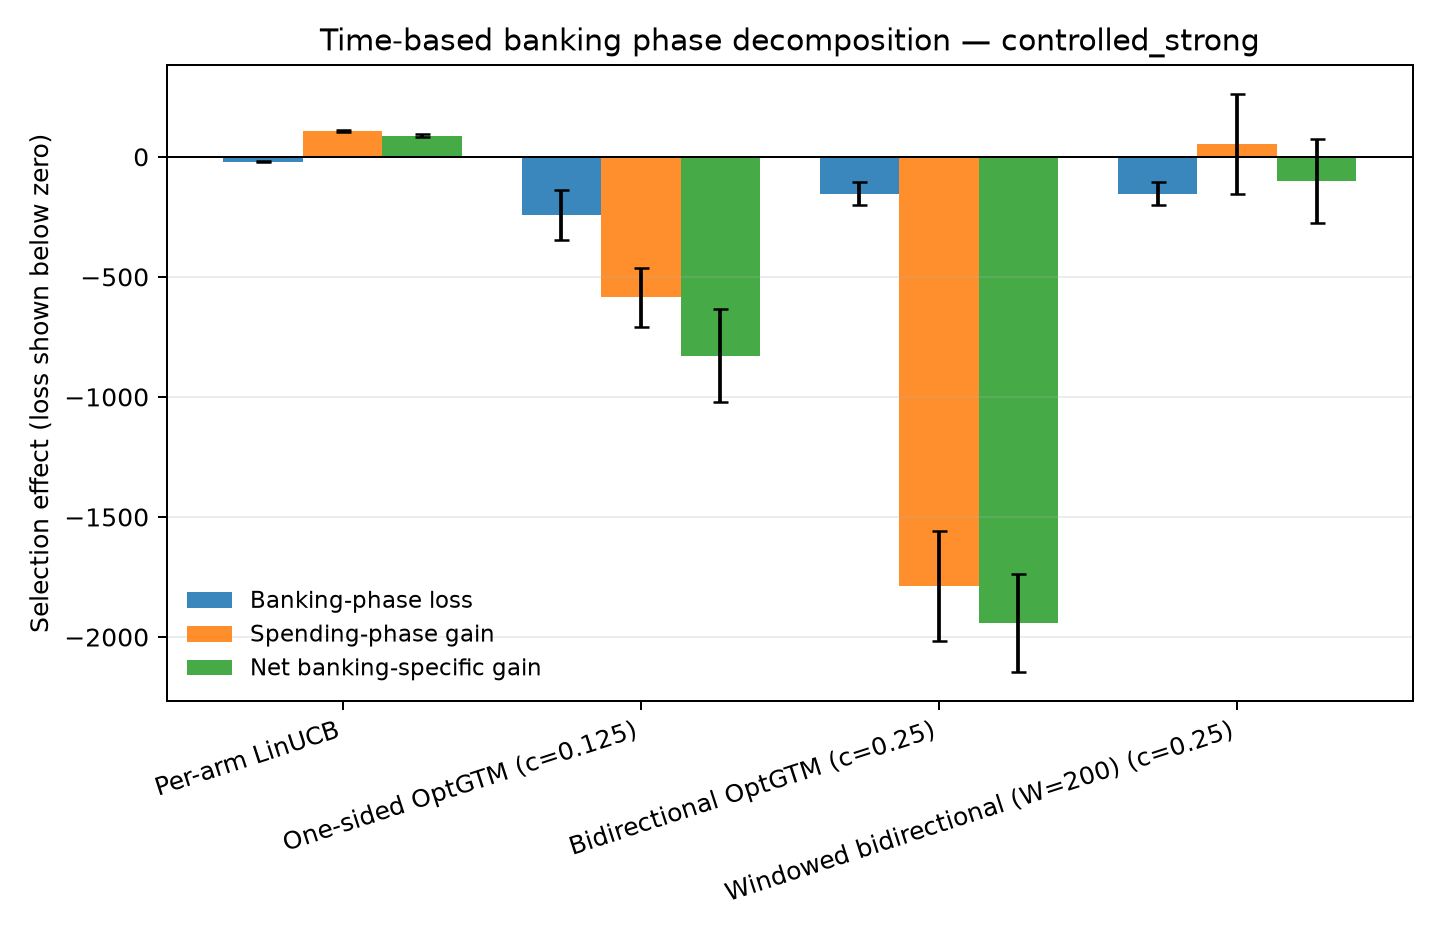 Time-based banking phase decomposition — controlled_strong
Selection effect (loss shown below zero)
0
−500
−1000
−1500
−2000
Banking-phase loss
Spending-phase gain
Net banking-specific gain
Per-arm LinUCB
One-sided OptGTM (c=0.125)
Bidirectional OptGTM (c=0.25)
Windowed bidirectional (W=200) (c=0.25)